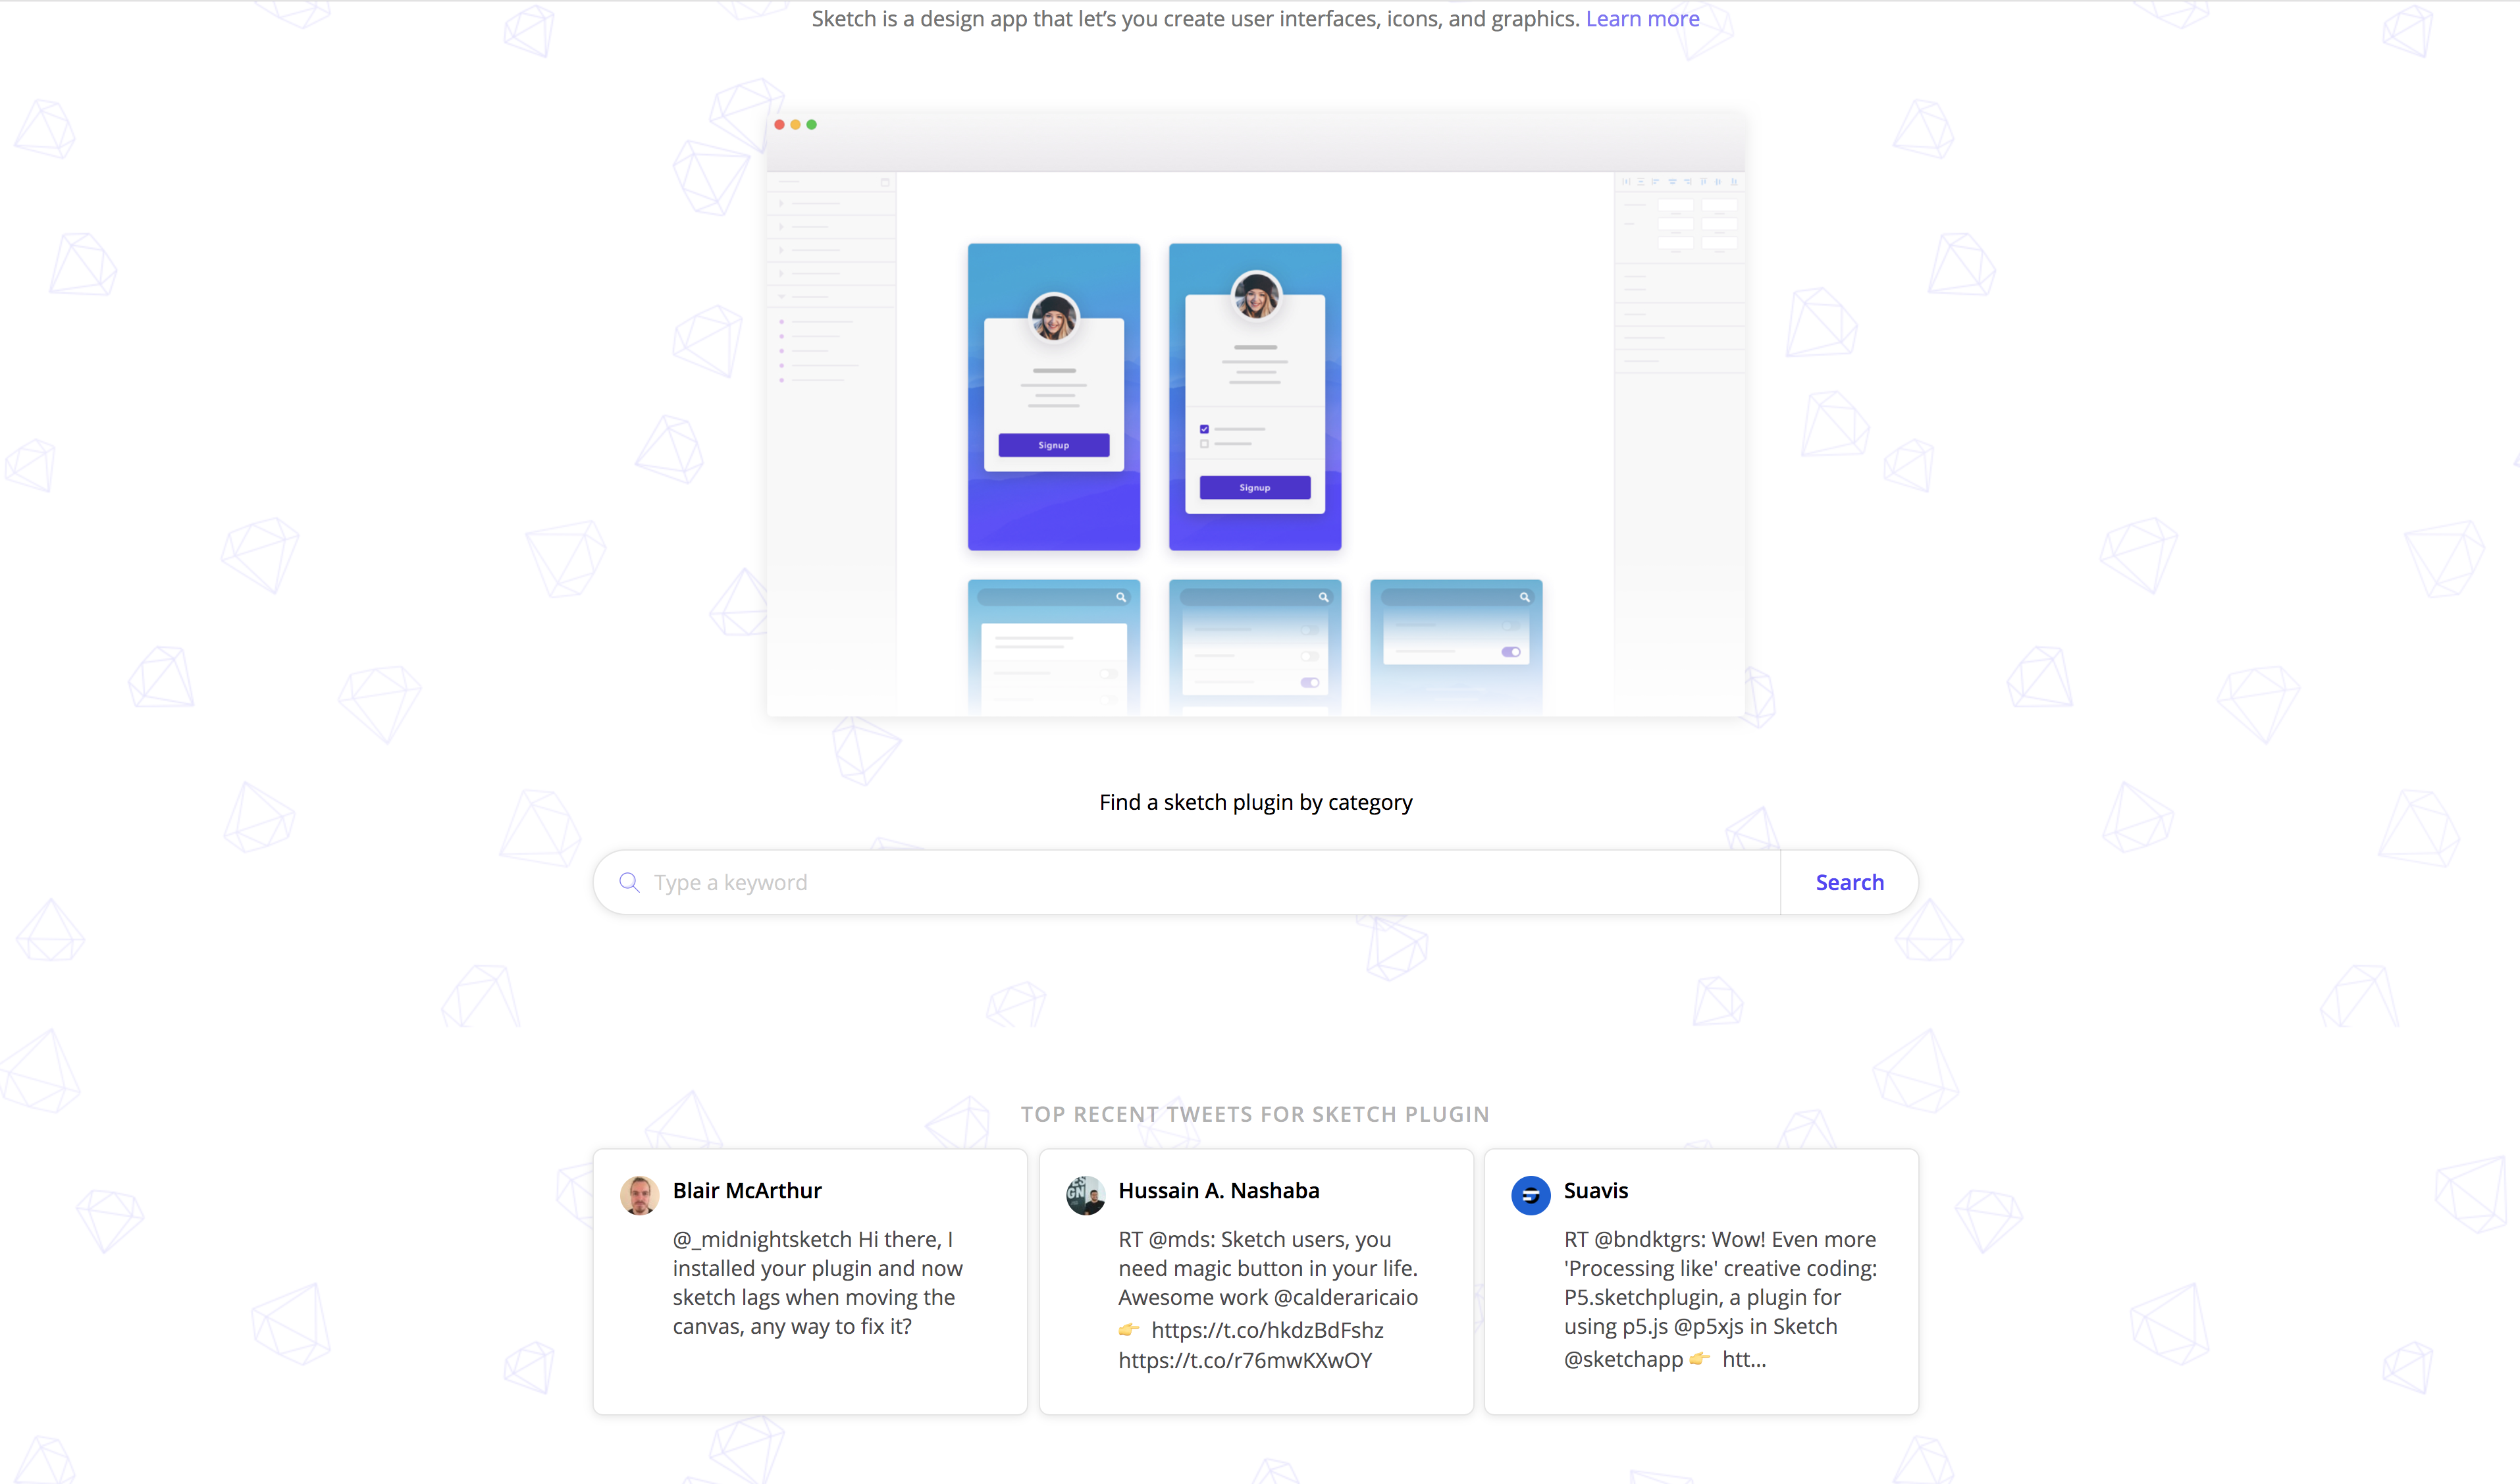 Sketch is a design app that let’s you create user interfaces, icons, and graphics. Learn more
Signup
Signup
Find a sketch plugin by category
Type a keyword
Search
TOP RECENT TWEETS FOR SKETCH PLUGIN
Blair McArthur
@_midnightsketch Hi there, I
installed your plugin and now
sketch lags when moving the
canvas, any way to fix it?
Hussain A. Nashaba
RT @mds: Sketch users, you
need magic button in your life.
Awesome work @calderaricaio
👉 https://t.co/hkdzBdFshz
https://t.co/r76mwKXwOY
Suavis
RT @bndktgrs: Wow! Even more
'Processing like' creative coding:
P5.sketchplugin, a plugin for
using p5.js @p5xjs in Sketch
@sketchapp 👉 htt…